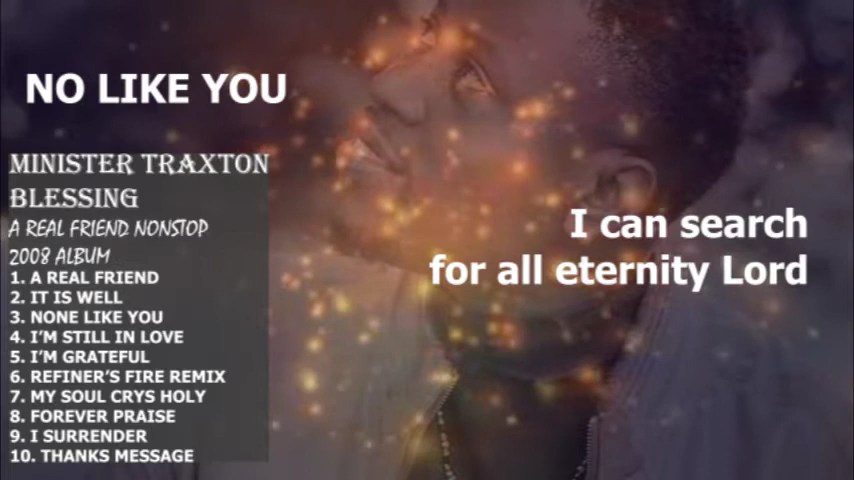 NO LIKE YOU
MINISTER TRAXTON
BLESSING
A REAL FRIEND NONSTOP
2008 ALBUM
1. A REAL FRIEND
2. IT IS WELL
3. NONE LIKE YOU
4. I'M STILL IN LOVE
5. I'M GRATEFUL
6. REFINER'S FIRE REMIX
7. MY SOUL CRYS HOLY
8. FOREVER PRAISE
9. I SURRENDER
10. THANKS MESSAGE
I can search
for all eternity Lord